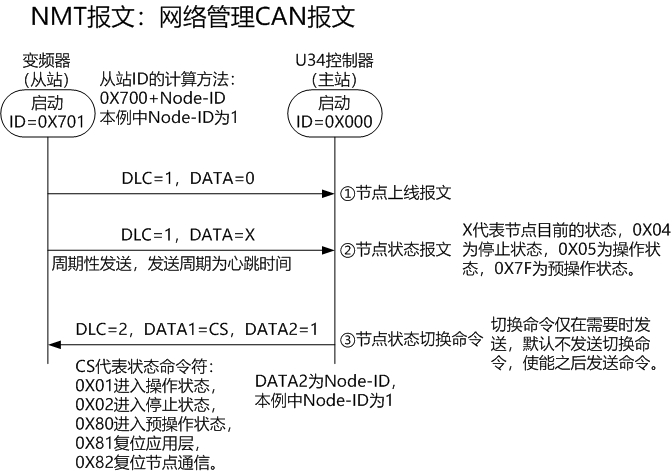 NMT报文：网络管理CAN报文
变频器
（从站）
启动
ID=0X701
从站ID的计算方法：
0X700+Node-ID
本例中Node-ID为1
U34控制器
（主站）
启动
ID=0X000
DLC=1，DATA=0
①节点上线报文
DLC=1，DATA=X
周期性发送，发送周期为心跳时间
②节点状态报文
X代表节点目前的状态，0X04
为停止状态，0X05为操作状
态，0X7F为预操作状态。
DLC=2，DATA1=CS，DATA2=1
③节点状态切换命令
切换命令仅在需要时发
送，默认不发送切换命
令，使能之后发送命令。
CS代表状态命令符：
0X01进入操作状态，
0X02进入停止状态，
0X80进入预操作状态，
0X81复位应用层，
0X82复位节点通信。
DATA2为Node-ID，
本例中Node-ID为1